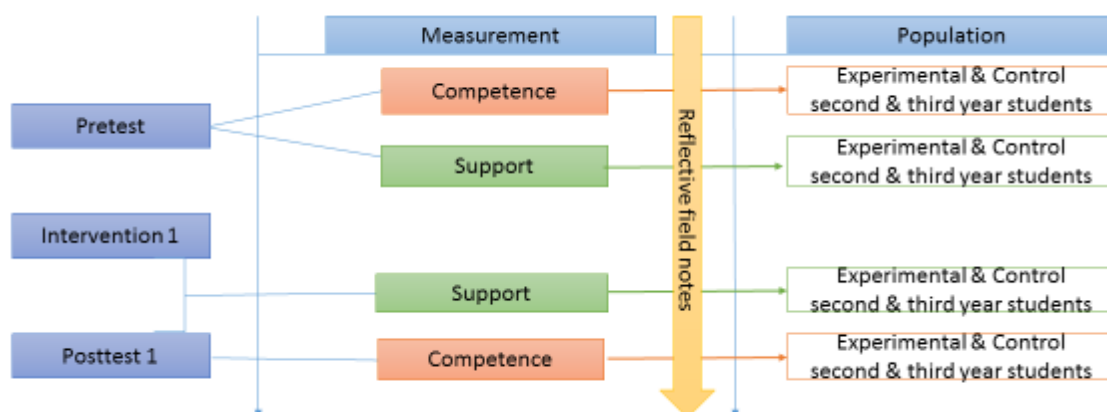 Measurement
Population
Pretest
Competence
Experimental & Control
second & third year students
Support
Experimental & Control
second & third year students
Reflective field notes
Intervention 1
Support
Experimental & Control
second & third year students
Posttest 1
Competence
Experimental & Control
second & third year students